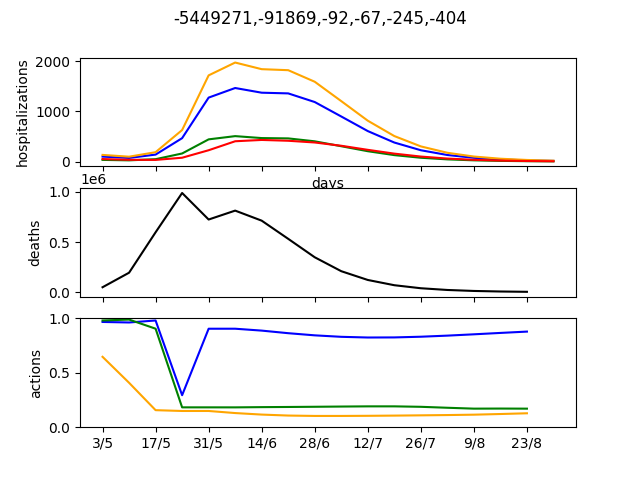 -5449271,-91869,-92,-67,-245,-404
2000
1000
0
hospitalizations
days
1e6
1.0
0.5
0.0
deaths
1.0
0.5
0.0
actions
3/5 17/5 31/5 14/6 28/6 12/7 26/7 9/8 23/8